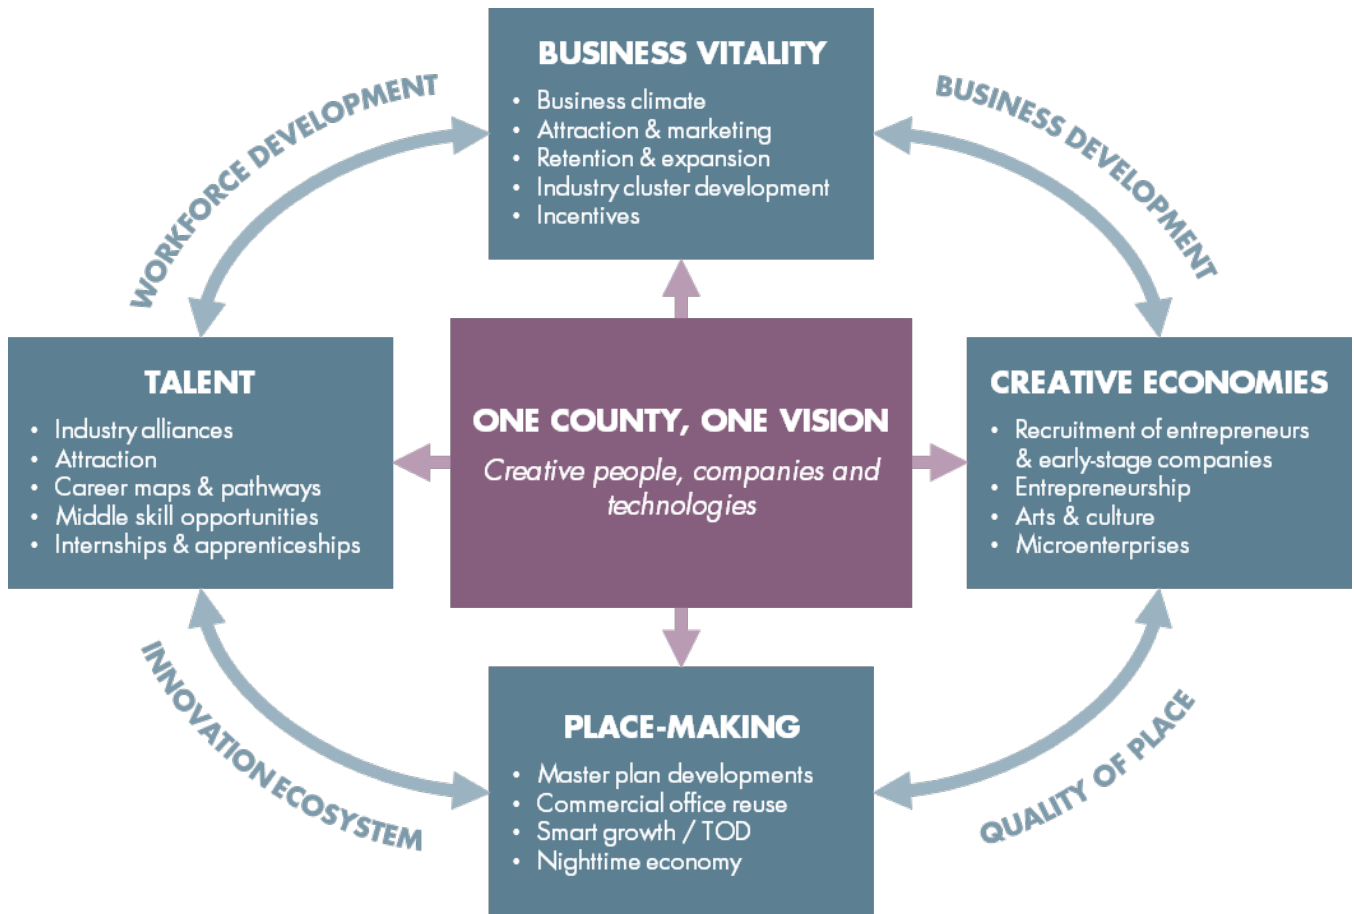 BUSINESS VITALITY
• Business climate
• Attraction & marketing
• Retention & expansion
• Industry cluster development
• Incentives
WORKFORCE DEVELOPMENT
BUSINESS DEVELOPMENT
TALENT
• Industry alliances
• Attraction
• Career maps & pathways
• Middle skill opportunities
• Internships & apprenticeships
ONE COUNTY, ONE VISION
Creative people, companies and
technologies
CREATIVE ECONOMIES
• Recruitment of entrepreneurs
& early-stage companies
• Entrepreneurship
• Arts & culture
• Microenterprises
INNOVATION ECOSYSTEM
QUALITY OF PLACE
PLACE-MAKING
• Master plan developments
• Commercial office reuse
• Smart growth / TOD
• Nighttime economy